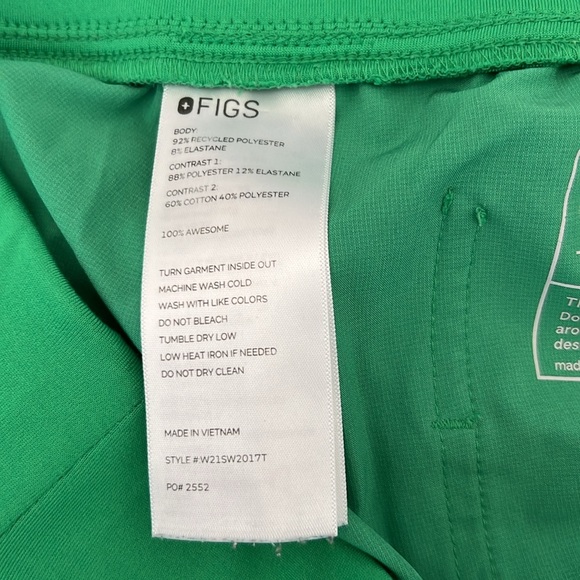 FIGS
BODY:
92% RECYCLED POLYESTER
8% ELASTANE
CONTRAST 1:
88% POLYESTER 12% ELASTANE
CONTRAST 2:
60% COTTON 40% POLYESTER
100% AWESOME
TURN GARMENT INSIDE OUT
MACHINE WASH COLD
WASH WITH LIKE COLORS
DO NOT BLEACH
TUMBLE DRY LOW
LOW HEAT IRON IF NEEDED
DO NOT DRY CLEAN
MADE IN VIETNAM
STYLE #:W21SW2017T
PO# 2552
made